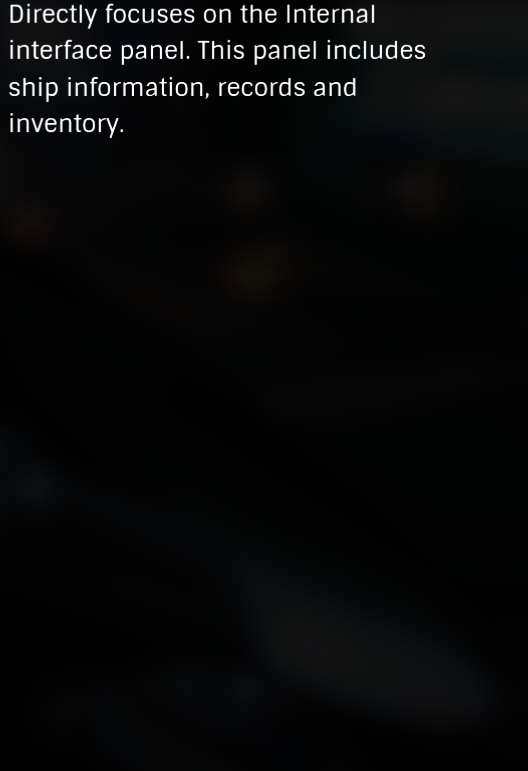 Directly focuses on the Internal
interface panel. This panel includes
ship information, records and
inventory.